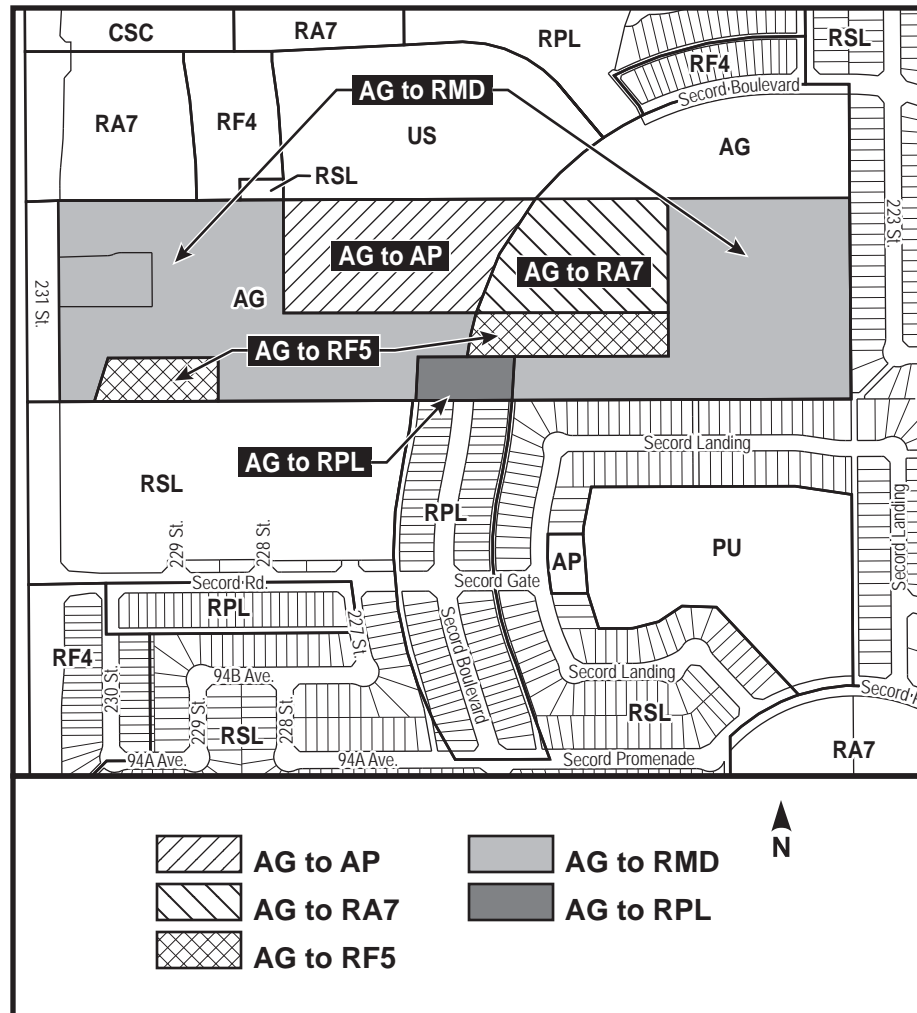 CSC
RA7
RPL
RSL
RF4
Secord Boulevard
AG to RMD
RA7
RF4
US
AG
RSL
223 St.
AG to AP
AG to RA7
231 St.
AG
AG to RF5
AG to RPL
Secord Landing
RSL
RPL
Secord Landing
PU
229 St.
228 St.
AP
Secord Rd.
Secord Gate
RPL
227 St.
RF4
230 St.
94B Ave.
Secord Boulevard
Secord Landing
229 St.
RSL
228 St.
RSL
94A Ave.
94A Ave.
Secord Promenade
RA7
N
AG to AP
AG to RMD
AG to RA7
AG to RPL
AG to RF5